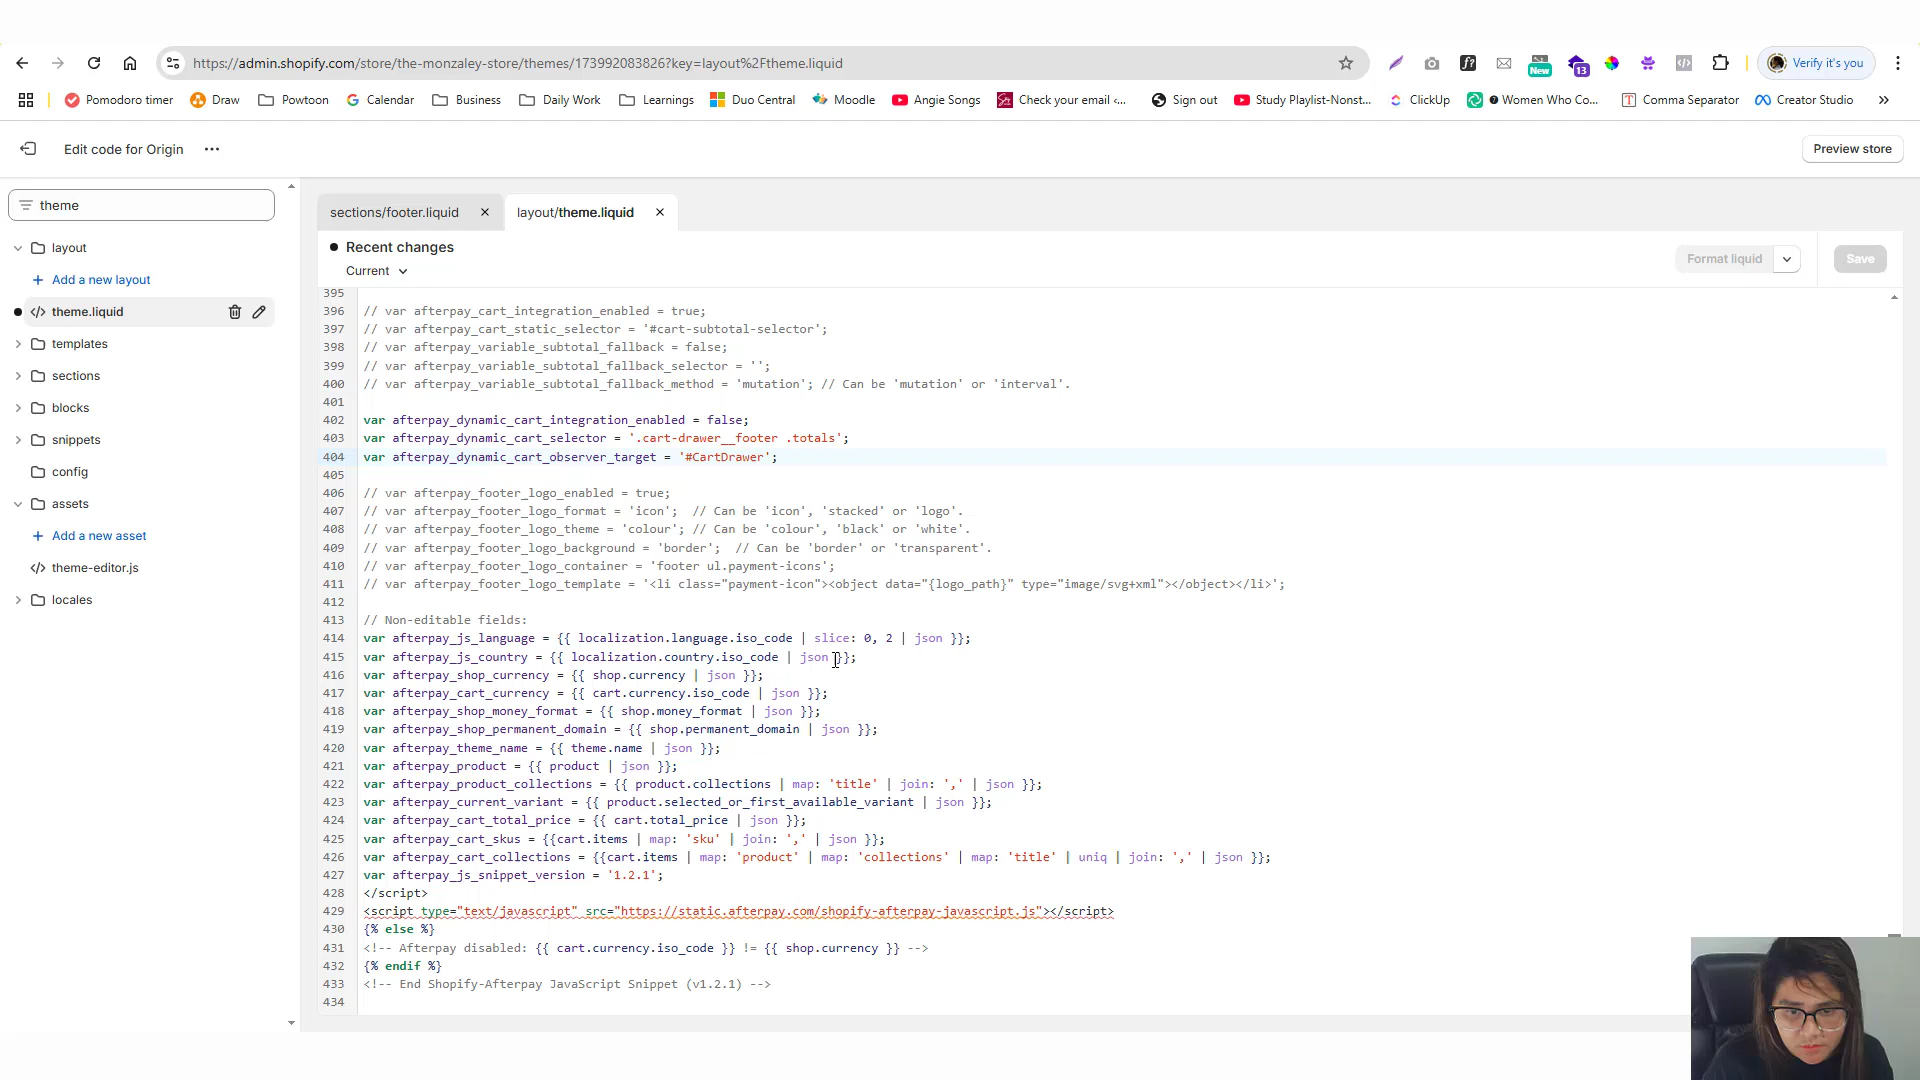 https://admin.shopify.com/store/the-monzaley-store/themes/173992083826?key=layout%2Ftheme.liquid
New
13
Verify it's you
Pomodoro timer
Draw
Powtoon
Calendar
Business
Daily Work
Learnings
Duo Central
Moodle
Angie Songs
Check your email <...
Sign out
Study Playlist-Nonst...
ClickUp
Women Who Co...
Comma Separator
Creator Studio
Edit code for Origin
Preview store
theme
layout
Add a new layout
theme.liquid
templates
sections
blocks
snippets
config
assets
Add a new asset
theme-editor.js
locales
sections/footer.liquid
layout/theme.liquid
Recent changes
Current
Format liquid
Save
395
396 // var afterpay_cart_integration_enabled = true;
397 // var afterpay_cart_static_selector = '#cart-subtotal-selector';
398 // var afterpay_variable_subtotal_fallback = false;
399 // var afterpay_variable_subtotal_fallback_selector = '';
400 // var afterpay_variable_subtotal_fallback_method = 'mutation'; // Can be 'mutation' or 'interval'.
401
402 var afterpay_dynamic_cart_integration_enabled = false;
403 var afterpay_dynamic_cart_selector = '.cart-drawer__footer .totals';
404 var afterpay_dynamic_cart_observer_target = '#CartDrawer';
405
406 // var afterpay_footer_logo_enabled = true;
407 // var afterpay_footer_logo_format = 'icon';  // Can be 'icon', 'stacked' or 'logo'.
408 // var afterpay_footer_logo_theme = 'colour'; // Can be 'colour', 'black' or 'white'.
409 // var afterpay_footer_logo_background = 'border';  // Can be 'border' or 'transparent'.
410 // var afterpay_footer_logo_container = 'footer ul.payment-icons';
411 // var afterpay_footer_logo_template = '<li class="payment-icon"><object data="{logo_path}" type="image/svg+xml"></object></li>';
412
413 // Non-editable fields:
414 var afterpay_js_language = {{ localization.language.iso_code | slice: 0, 2 | json }};
415 var afterpay_js_country = {{ localization.country.iso_code | json }};
416 var afterpay_shop_currency = {{ shop.currency | json }};
417 var afterpay_cart_currency = {{ cart.currency.iso_code | json }};
418 var afterpay_shop_money_format = {{ shop.money_format | json }};
419 var afterpay_shop_permanent_domain = {{ shop.permanent_domain | json }};
420 var afterpay_theme_name = {{ theme.name | json }};
421 var afterpay_product = {{ product | json }};
422 var afterpay_product_collections = {{ product.collections | map: 'title' | join: ',' | json }};
423 var afterpay_current_variant = {{ product.selected_or_first_available_variant | json }};
424 var afterpay_cart_total_price = {{ cart.total_price | json }};
425 var afterpay_cart_skus = {{cart.items | map: 'sku' | join: ',' | json }};
426 var afterpay_cart_collections = {{cart.items | map: 'product' | map: 'collections' | map: 'title' | uniq | join: ',' | json }};
427 var afterpay_js_snippet_version = '1.2.1';
428 </script>
429 <script type="text/javascript" src="https://static.afterpay.com/shopify-afterpay-javascript.js"></script>
430 {% else %}
431 <!-- Afterpay disabled: {{ cart.currency.iso_code }} != {{ shop.currency }} -->
432 {% endif %}
433 <!-- End Shopify-Afterpay JavaScript Snippet (v1.2.1) -->
434